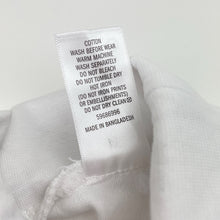 COTTON
WASH BEFORE WEAR
WARM MACHINE
WASH SEPARATELY
DO NOT BLEACH
DO NOT TUMBLE DRY
HOT IRON
(DO NOT IRON PRINTS
OR EMBELLISHMENTS)
DO NOT DRY CLEAN
59686996
MADE IN BANGLADESH